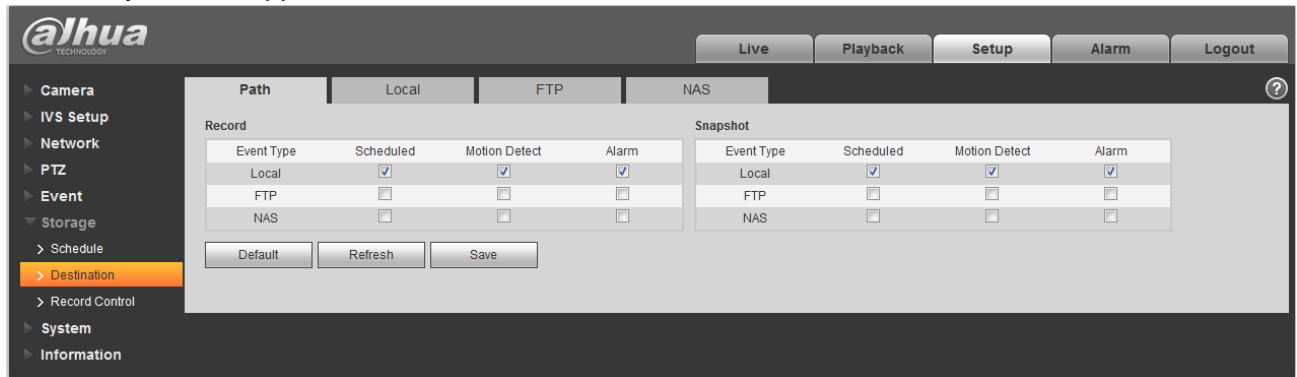 alhua
TECHNOLOGY
Live Playback Setup Alarm Logout
Camera
IVS Setup
Network
PTZ
Event
Storage
Schedule
Destination
Record Control
System
Information
Path Local FTP NAS
?
Record
Event Type Scheduled Motion Detect Alarm
Local
FTP
NAS
Snapshot
Event Type Scheduled Motion Detect Alarm
Local
FTP
NAS
Default Refresh Save